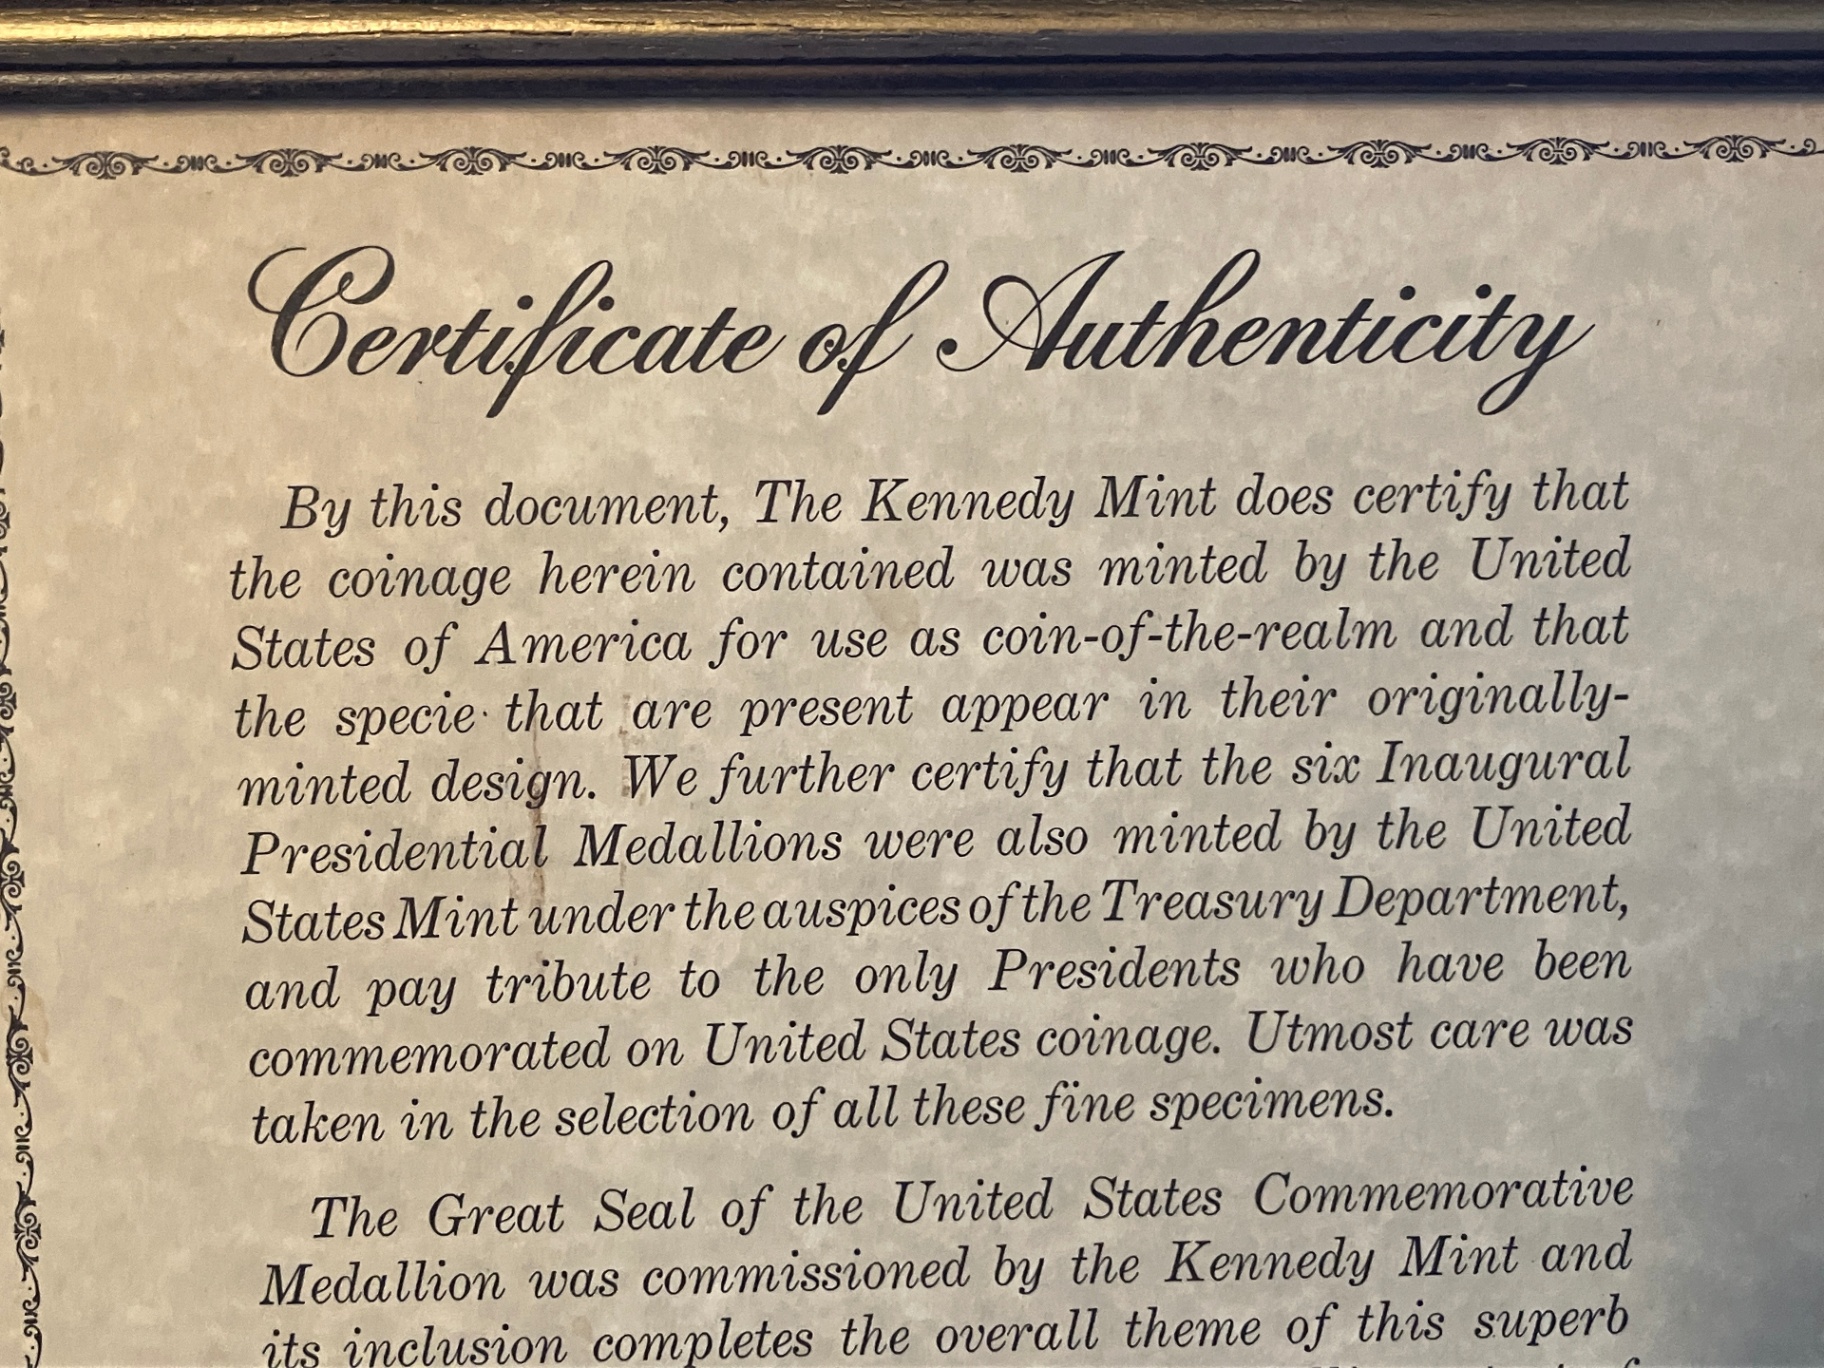 Certificate of Authenticity
By this document, The Kennedy Mint does certify that
the coinage herein contained was minted by the United
States of America for use as coin-of-the-realm and that
the specie that are present appear in their originally-
minted design. We further certify that the six Inaugural
Presidential Medallions were also minted by the United
States Mint under the auspices of the Treasury Department,
and pay tribute to the only Presidents who have been
commemorated on United States coinage. Utmost care was
taken in the selection of all these fine specimens.
The Great Seal of the United States Commemorative
Medallion was commissioned by the Kennedy Mint and
its inclusion completes the overall theme of this superb